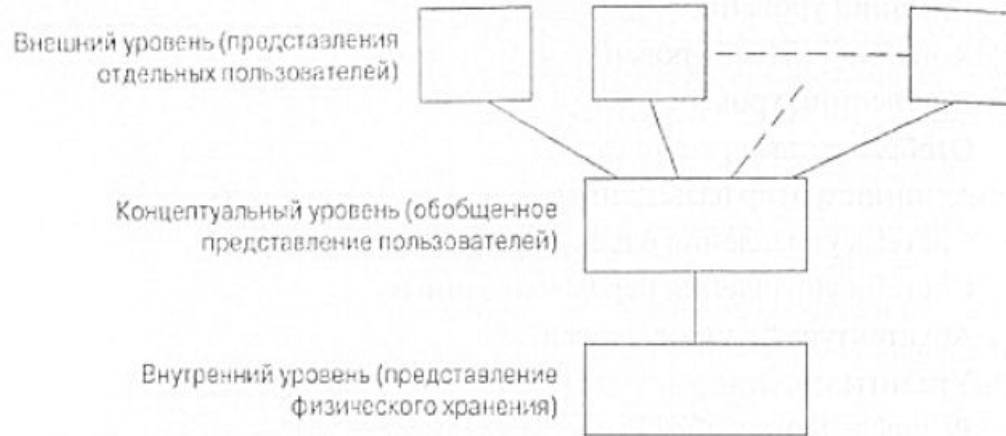 Внешний уровень (представления
отдельных пользователей)
Концептуальный уровень (обобщенное
представление пользователей)
Внутренний уровень (представление
физического хранения)